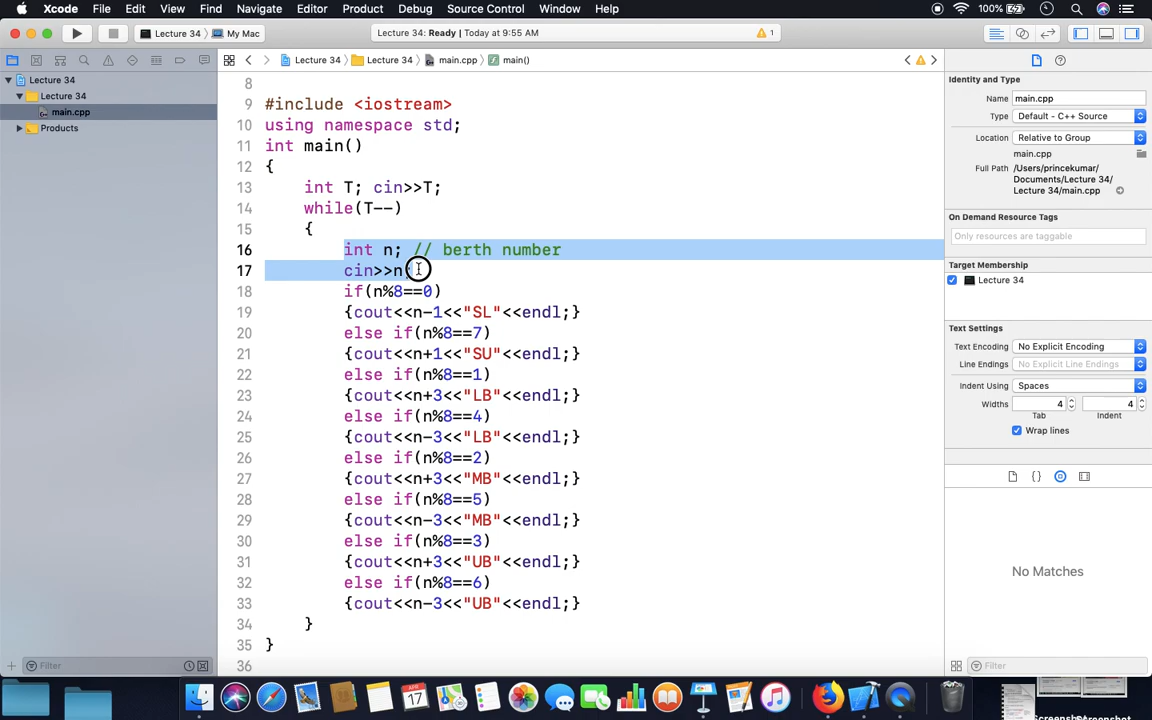 Xcode File Edit View Find Navigate Editor Product Debug Source Control Window Help 100%
Lecture 34 My Mac Lecture 34: Ready | Today at 9:55 AM 1
Lecture 34 Lecture 34 main.cpp main()
Lecture 34
Lecture 34
main.cpp
Products
8
9 #include <iostream>
10 using namespace std;
11 int main()
12 {
13 int T; cin>>T;
14 while(T--)
15 {
16 int n; // berth number
17 cin>>n;
18 if(n%8==0)
19 {cout<<n-1<<"SL"<<endl;}
20 else if(n%8==7)
21 {cout<<n+1<<"SU"<<endl;}
22 else if(n%8==1)
23 {cout<<n+3<<"LB"<<endl;}
24 else if(n%8==4)
25 {cout<<n-3<<"LB"<<endl;}
26 else if(n%8==2)
27 {cout<<n+3<<"MB"<<endl;}
28 else if(n%8==5)
29 {cout<<n-3<<"MB"<<endl;}
30 else if(n%8==3)
31 {cout<<n+3<<"UB"<<endl;}
32 else if(n%8==6)
33 {cout<<n-3<<"UB"<<endl;}
34 }
35 }
36
Identity and Type
Name main.cpp
Type Default - C++ Source
Location Relative to Group
main.cpp
Full Path /Users/princekumar/
Documents/Lecture 34/
Lecture 34/main.cpp
On Demand Resource Tags
Only resources are taggable
Target Membership
Lecture 34
Text Settings
Text Encoding No Explicit Encoding
Line Endings No Explicit Line Endings
Indent Using Spaces
Widths 4 4
Tab Indent
Wrap lines
No Matches
Filter
Filter
APR
17